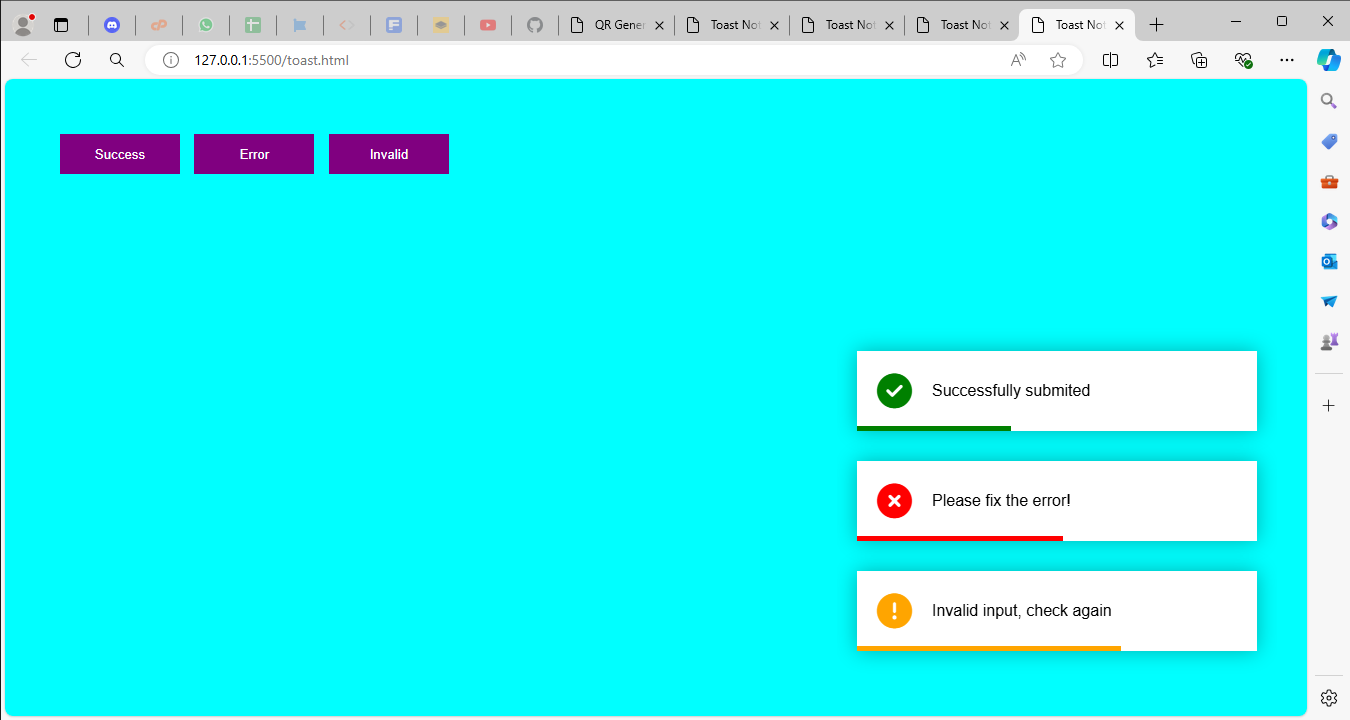 QR Gener
Toast Not
Toast Not
Toast Not
Toast Not
127.0.0.1:5500/toast.html
Success
Error
Invalid
Successfully submited
Please fix the error!
Invalid input, check again